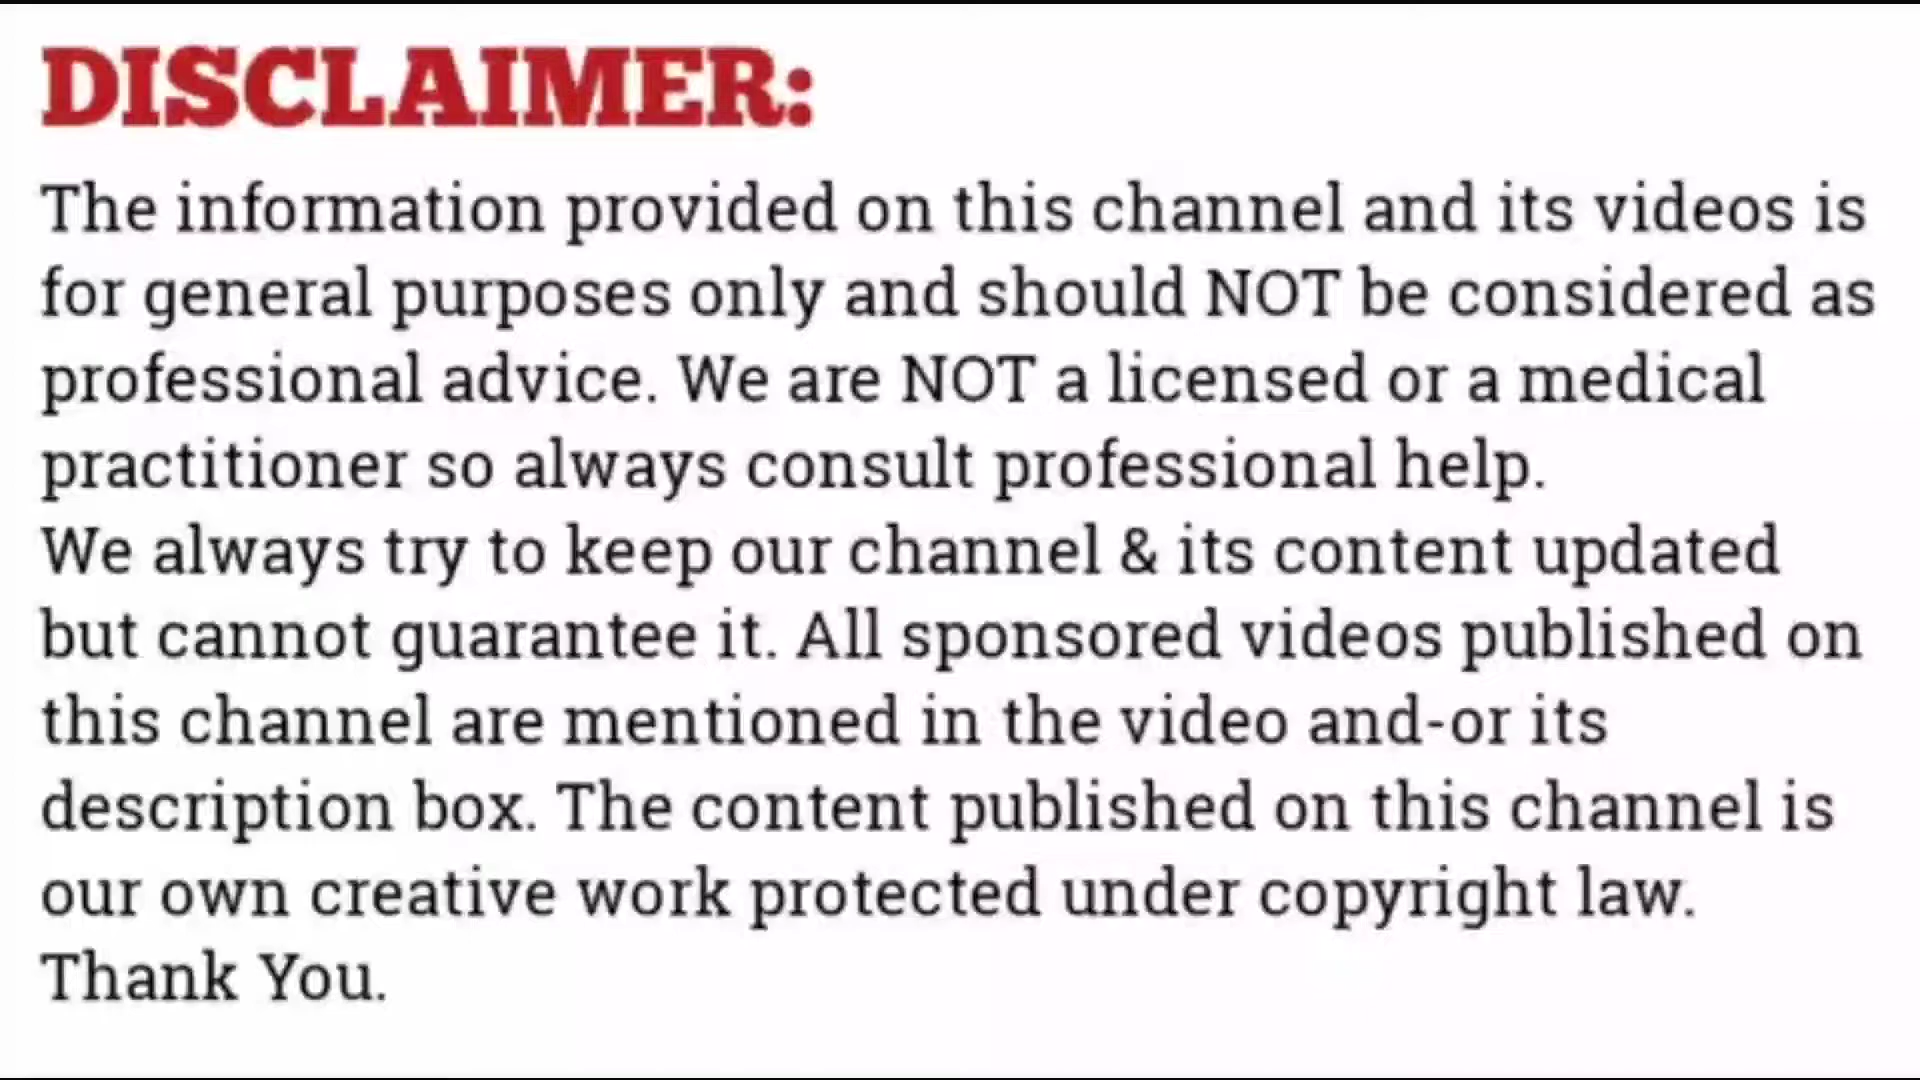 DISCLAIMER:
The information provided on this channel and its videos is
for general purposes only and should NOT be considered as
professional advice. We are NOT a licensed or a medical
practitioner so always consult professional help.
We always try to keep our channel & its content updated
but cannot guarantee it. All sponsored videos published on
this channel are mentioned in the video and-or its
description box. The content published on this channel is
our own creative work protected under copyright law.
Thank You.